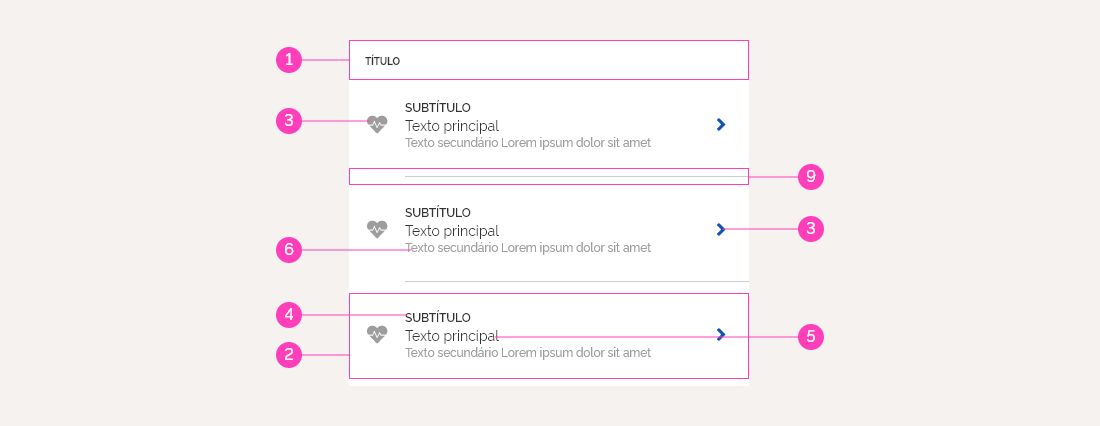 1
TÍTULO
3
SUBTÍTULO
Texto principal
Texto secundário Lorem ipsum dolor sit amet
9
SUBTÍTULO
Texto principal
3
Texto secundário Lorem ipsum dolor sit amet
6
4
SUBTÍTULO
Texto principal
5
Texto secundário Lorem ipsum dolor sit amet
2